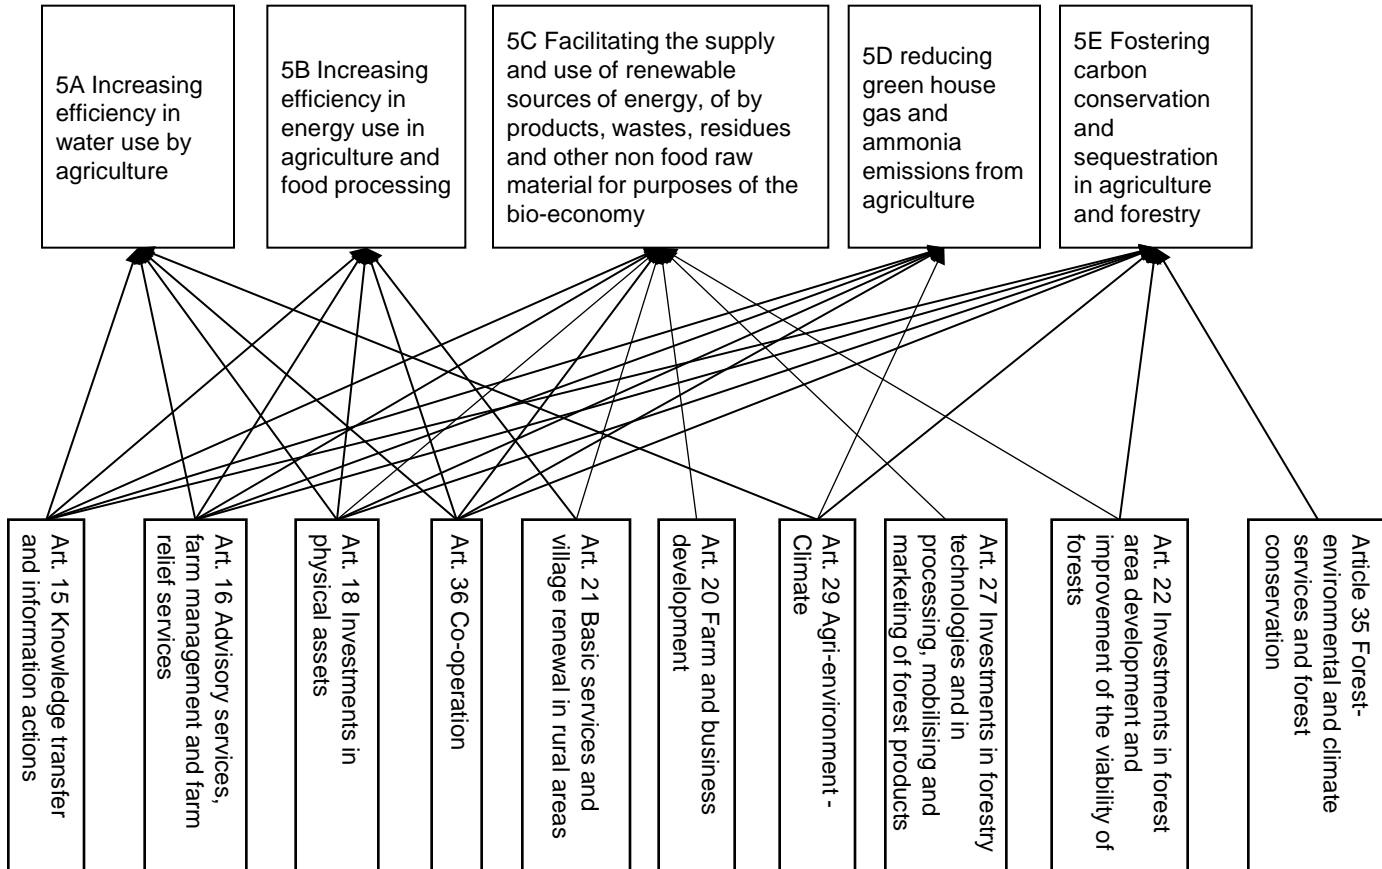 5A Increasing
efficiency in
water use by
agriculture
5B Increasing
efficiency in
energy use in
agriculture and
food processing
5C Facilitating the supply
and use of renewable
sources of energy, of by
products, wastes, residues
and other non food raw
material for purposes of the
bio-economy
5D reducing
green house
gas and
ammonia
emissions from
agriculture
5E Fostering
carbon
conservation
and
sequestration
in agriculture
and forestry
Art. 15 Knowledge transfer
and information actions
Art. 16 Advisory services,
farm management and farm
relief services
Art. 18 Investments in
physical assets
Art. 36 Co-operation
Art. 21 Basic services and
village renewal in rural areas
Art. 20 Farm and business
development
Art. 29 Agri-environment -
Climate
Art. 27 Investments in forestry
technologies and in
processing, mobilising and
marketing of forest products
Art. 22 Investments in forest
area development and
improvement of the viability of
forests
Article 35 Forest-
environmental and climate
services and forest
conservation